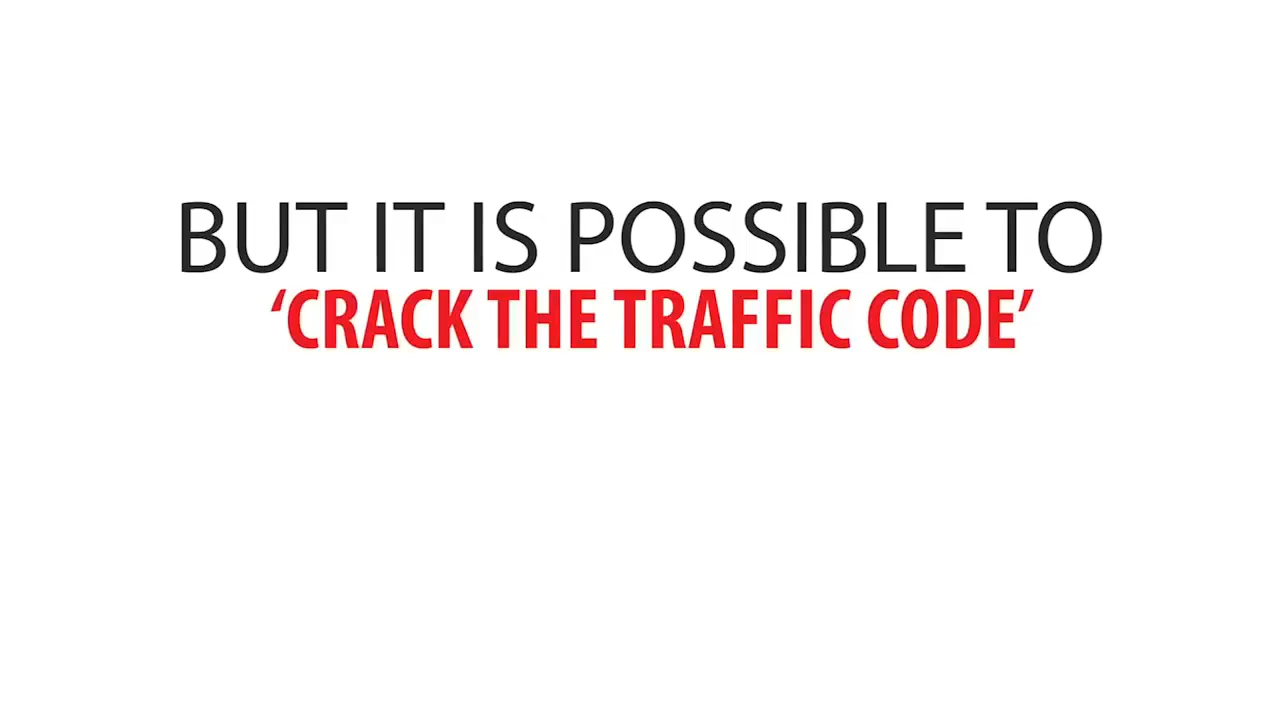 BUT IT IS POSSIBLE TO
‘CRACK THE TRAFFIC CODE’